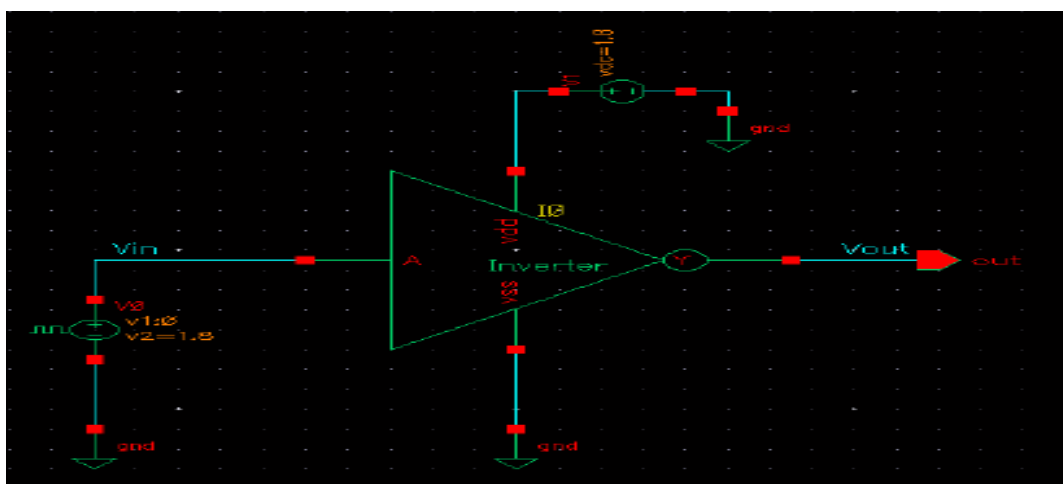 vdc=1.8
V1
gnd
I0
vdd
Vin
A
Inverter
Y
Vout
out
vss
V0
v1:0
v2=1.8
gnd
gnd